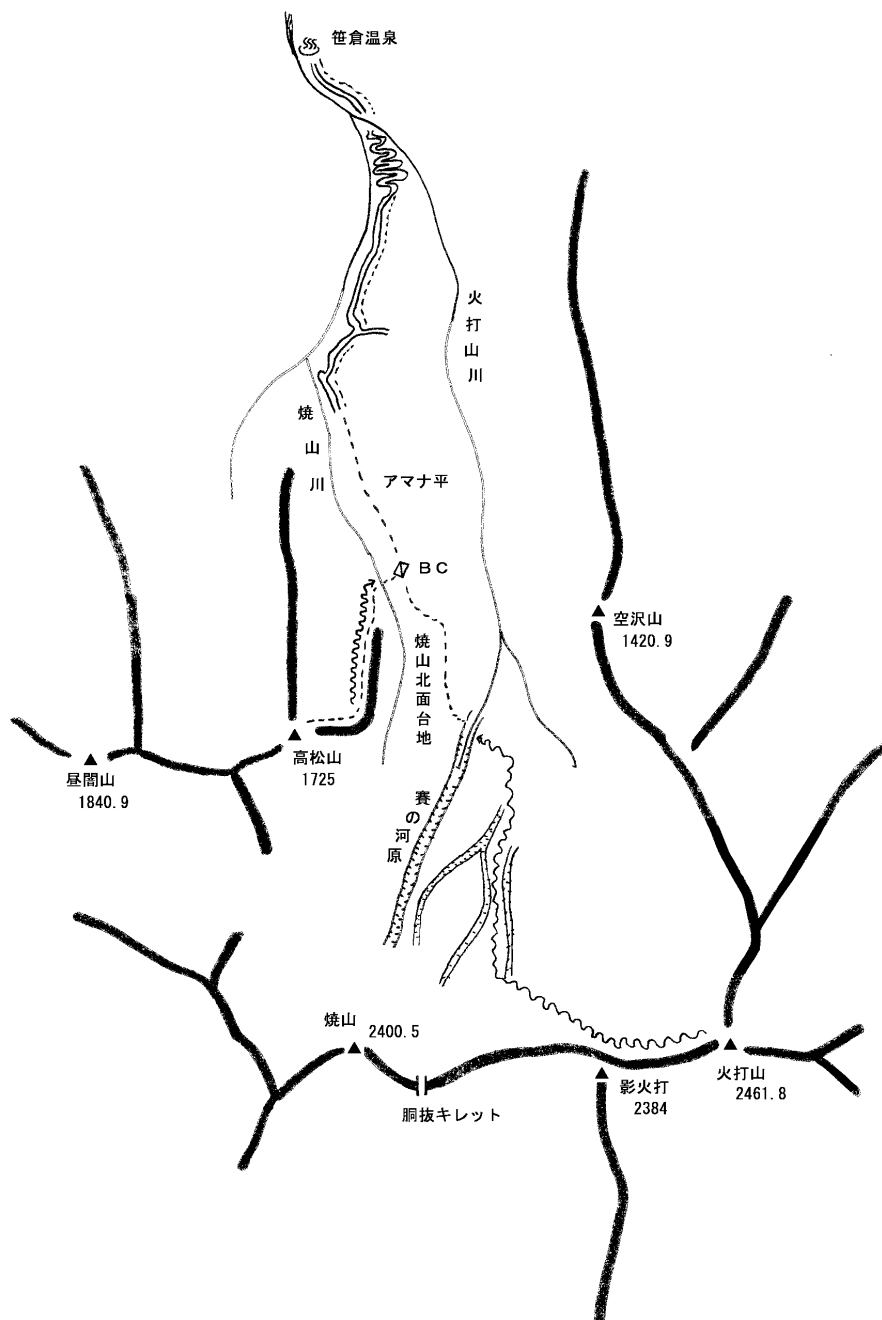 笹倉温泉
火打山川
焼山川
アマナ平
BC
空沢山
1420.9
焼山北面台地
高松山
1725
昼闇山
1840.9
賽の河原
焼山
2400.5
胴抜キレット
影火打
2384
火打山
2461.8